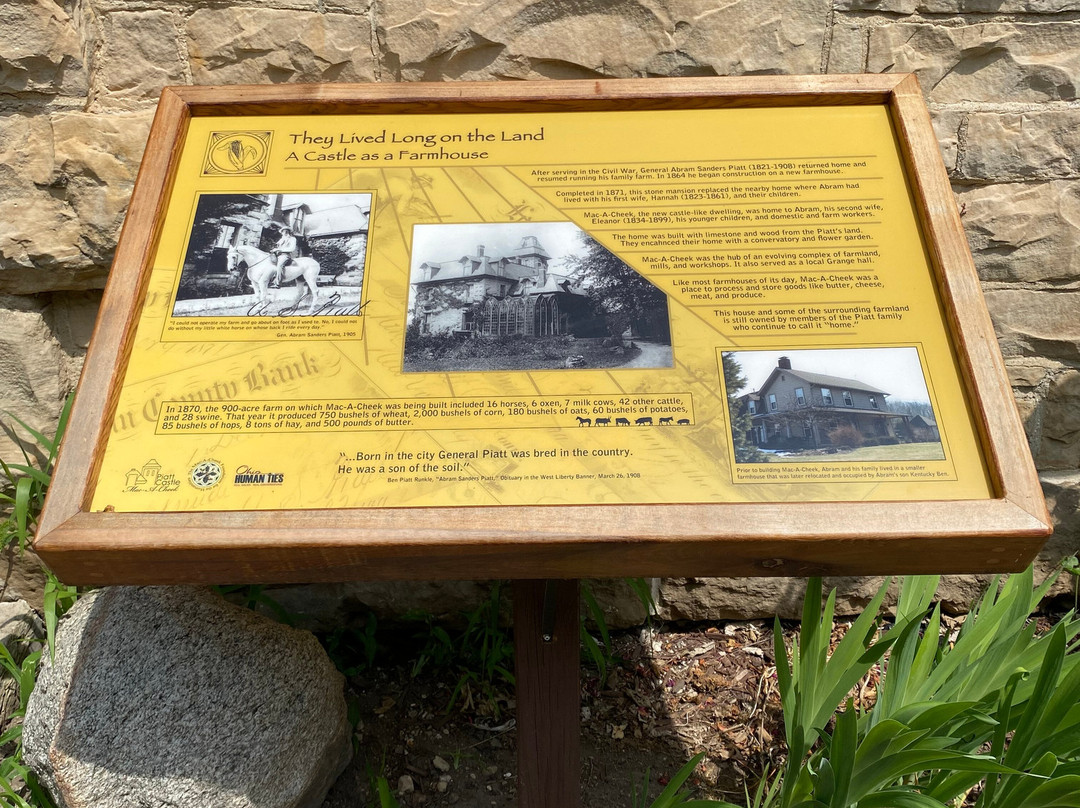 They Lived Long on the Land
A Castle as a Farmhouse
After serving in the Civil War, General Abram Sanders Piatt (1821-1908) returned home and
resumed running his family farm. In 1864 he began construction on a new farmhouse.
Completed in 1871, this stone mansion replaced the nearby home where Abram had
lived with his first wife, Hannah (1823-1861), and their children.
Mac-A-Cheek, the new castle-like dwelling, was home to Abram, his second wife,
Eleanor (1834-1899), his younger children, and domestic and farm workers.
The home was built with limestone and wood from the Piatt's land.
They encahnced their home with a conservatory and flower garden.
Mac-A-Cheek was the hub of an evolving complex of farmland,
mills, and workshops. It also served as a local Grange hall.
Like most farmhouses of its day, Mac-A-Cheek was a
place to process and store goods like butter, cheese,
meat, and produce.
This house and some of the surrounding farmland
is still owned by members of the Piatt family
who continue to call it "home."
"I could not operate my farm and go about on foot as I used to. No, I could not
do without my little white horse on whose back I ride every day."
Gen. Abram Sanders Piatt, 1905
County Bank
In 1870, the 900-acre farm on which Mac-A-Cheek was being built included 16 horses, 6 oxen, 7 milk cows, 42 other cattle,
and 28 swine. That year it produced 750 bushels of wheat, 2,000 bushels of corn, 180 bushels of oats, 60 bushels of potatoes,
85 bushels of hops, 8 tons of hay, and 500 pounds of butter.
"...Born in the city General Piatt was bred in the country.
He was a son of the soil."
Ben Piatt Runkle, "Abram Sanders Piatt," Obituary in the West Liberty Banner, March 26, 1908
Prior to building Mac-A-Cheek, Abram and his family lived in a smaller
farmhouse that was later relocated and occupied by Abram's son Kentucky Ben.
Piatt
Castle
Mac-A-Cheek
Ohio
HUMAN TIES